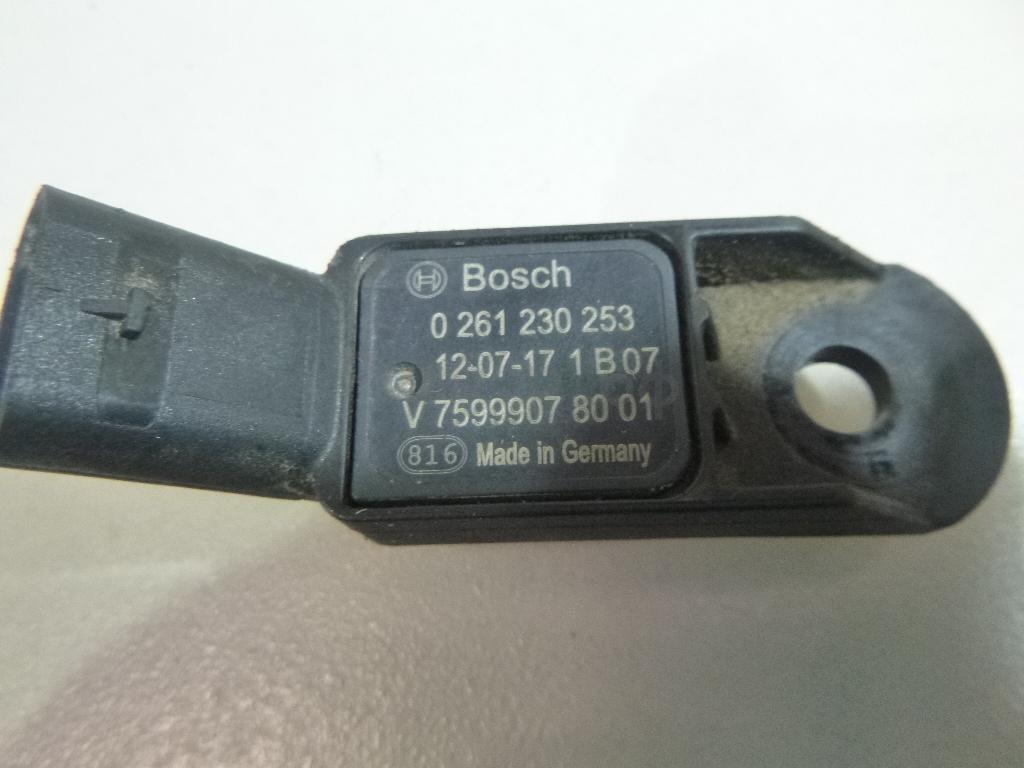 Bosch
0 261 230 253
12-07-17 1 B 07
V 7599907 80 01
816 Made in Germany